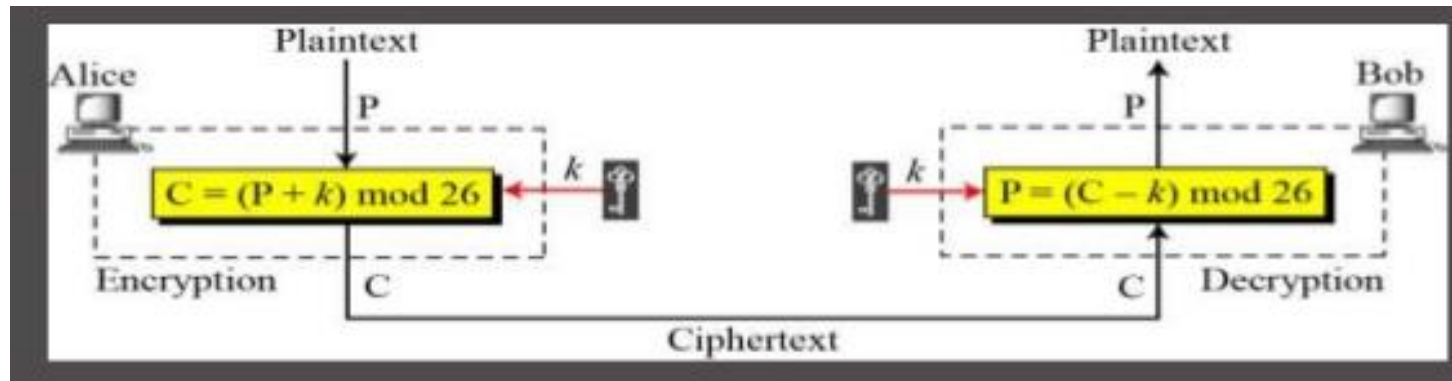 Plaintext
Plaintext
Alice
Bob
P
P
C = (P + k) mod 26
k
k
P = (C – k) mod 26
Encryption
C
C
Decryption
Ciphertext